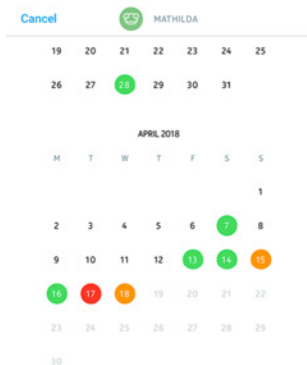 Cancel MATHILDA
19 20 21 22 23 24 25
26 27 28 29 30 31
APRIL 2018
M T W T F S S
1
2 3 4 5 6 7 8
9 10 11 12 13 14 15
16 17 18 19 20 21 22
23 24 25 26 27 28 29
30